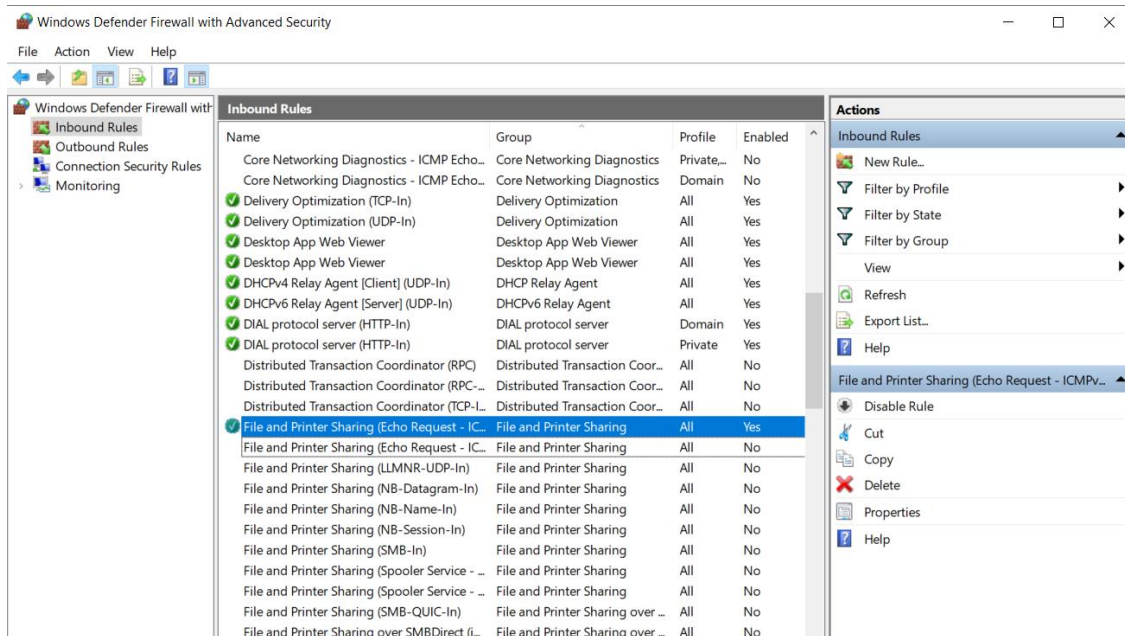 Windows Defender Firewall with Advanced Security
File Action View Help
Windows Defender Firewall with
Inbound Rules
Outbound Rules
Connection Security Rules
Monitoring
Inbound Rules
Name Group Profile Enabled
Core Networking Diagnostics - ICMP Echo... Core Networking Diagnostics Private,... No
Core Networking Diagnostics - ICMP Echo... Core Networking Diagnostics Domain No
Delivery Optimization (TCP-In) Delivery Optimization All Yes
Delivery Optimization (UDP-In) Delivery Optimization All Yes
Desktop App Web Viewer Desktop App Web Viewer All Yes
Desktop App Web Viewer Desktop App Web Viewer All Yes
DHCPv4 Relay Agent [Client] (UDP-In) DHCP Relay Agent All Yes
DHCPv6 Relay Agent [Server] (UDP-In) DHCPv6 Relay Agent All Yes
DIAL protocol server (HTTP-In) DIAL protocol server Domain Yes
DIAL protocol server (HTTP-In) DIAL protocol server Private Yes
Distributed Transaction Coordinator (RPC) Distributed Transaction Coor... All No
Distributed Transaction Coordinator (RPC-... Distributed Transaction Coor... All No
Distributed Transaction Coordinator (TCP-I... Distributed Transaction Coor... All No
File and Printer Sharing (Echo Request - IC... File and Printer Sharing All Yes
File and Printer Sharing (Echo Request - IC... File and Printer Sharing All No
File and Printer Sharing (LLMNR-UDP-In) File and Printer Sharing All No
File and Printer Sharing (NB-Datagram-In) File and Printer Sharing All No
File and Printer Sharing (NB-Name-In) File and Printer Sharing All No
File and Printer Sharing (NB-Session-In) File and Printer Sharing All No
File and Printer Sharing (SMB-In) File and Printer Sharing All No
File and Printer Sharing (Spooler Service - ... File and Printer Sharing All No
File and Printer Sharing (Spooler Service - ... File and Printer Sharing All No
File and Printer Sharing (SMB-QUIC-In) File and Printer Sharing over ... All No
File and Printer Sharing over SMBDirect (i... File and Printer Sharing over ... All No
Actions
Inbound Rules
New Rule...
Filter by Profile
Filter by State
Filter by Group
View
Refresh
Export List...
Help
File and Printer Sharing (Echo Request - ICMPv...
Disable Rule
Cut
Copy
Delete
Properties
Help